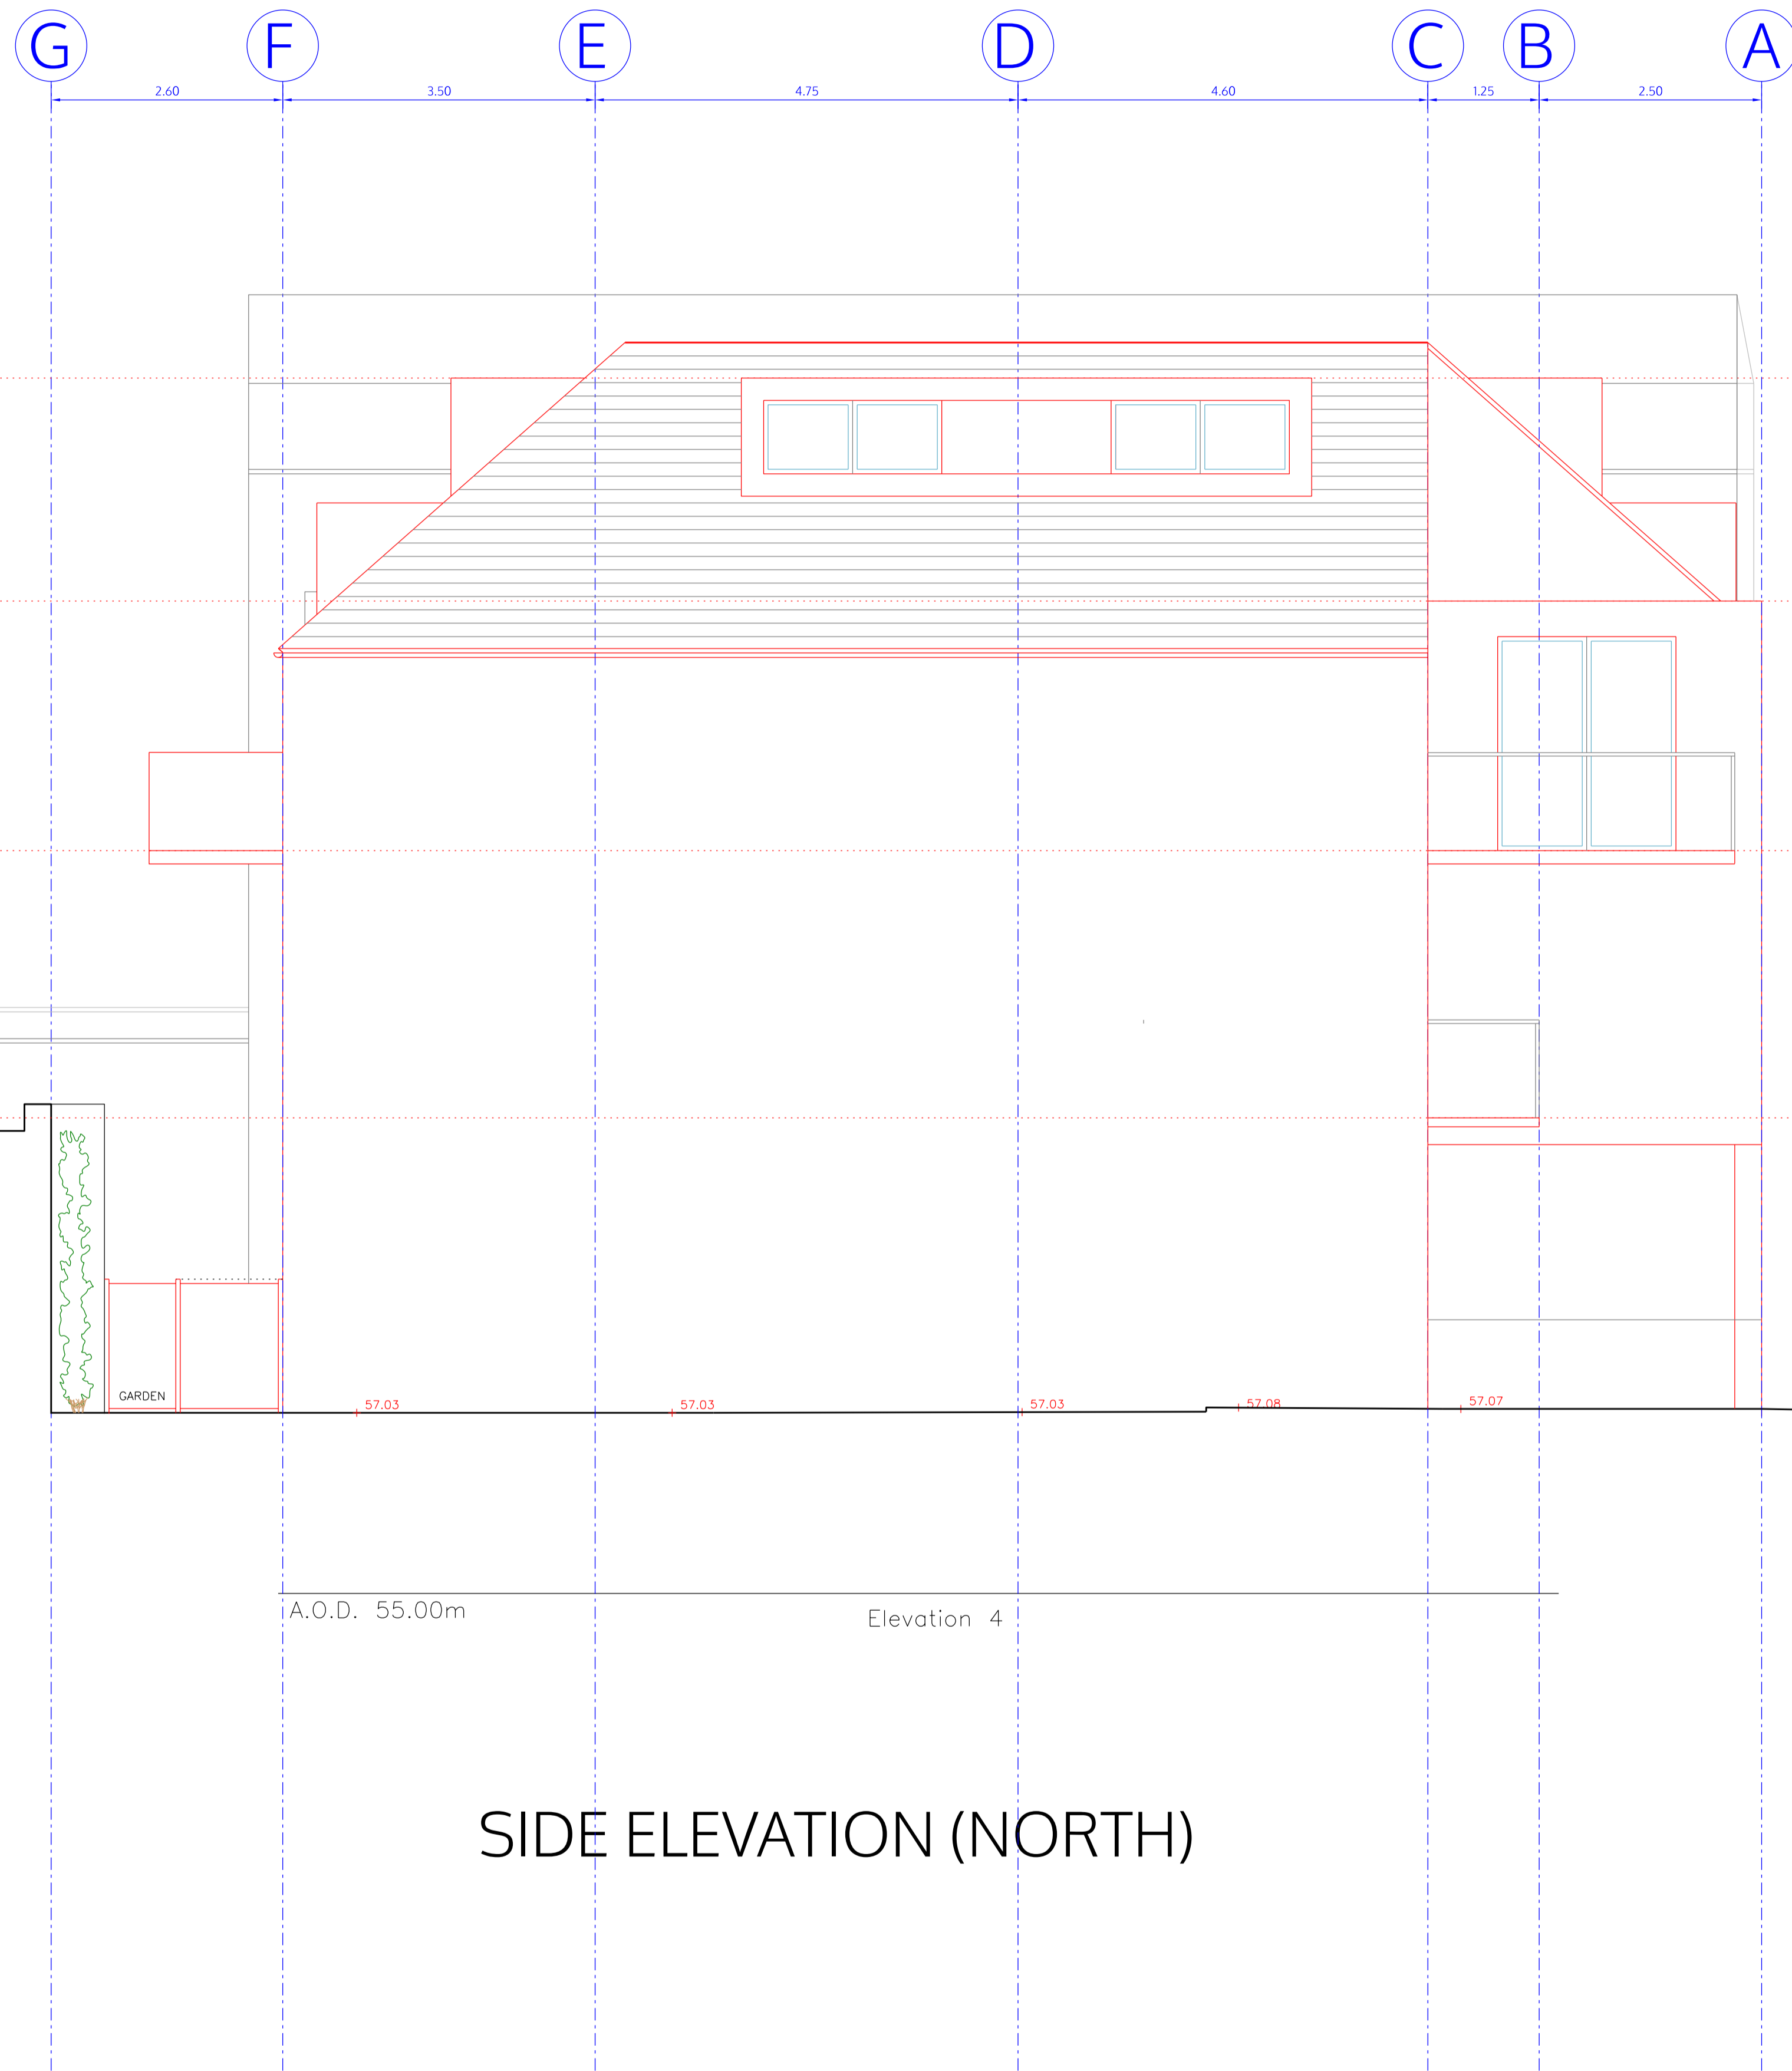 G F E D C B A
2.60 3.50 4.75 4.60 1.25 2.50
GARDEN
57.03 57.03 57.03 57.08 57.07
A.O.D. 55.00m
Elevation 4
SIDE ELEVATION (NORTH)